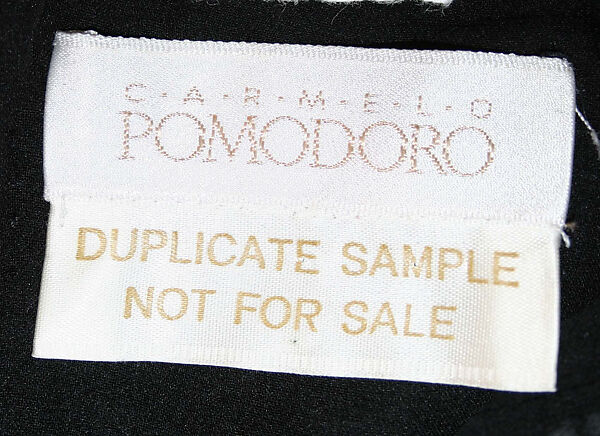 C·A·R·M·E·L·O
POMODORO
DUPLICATE SAMPLE
NOT FOR SALE